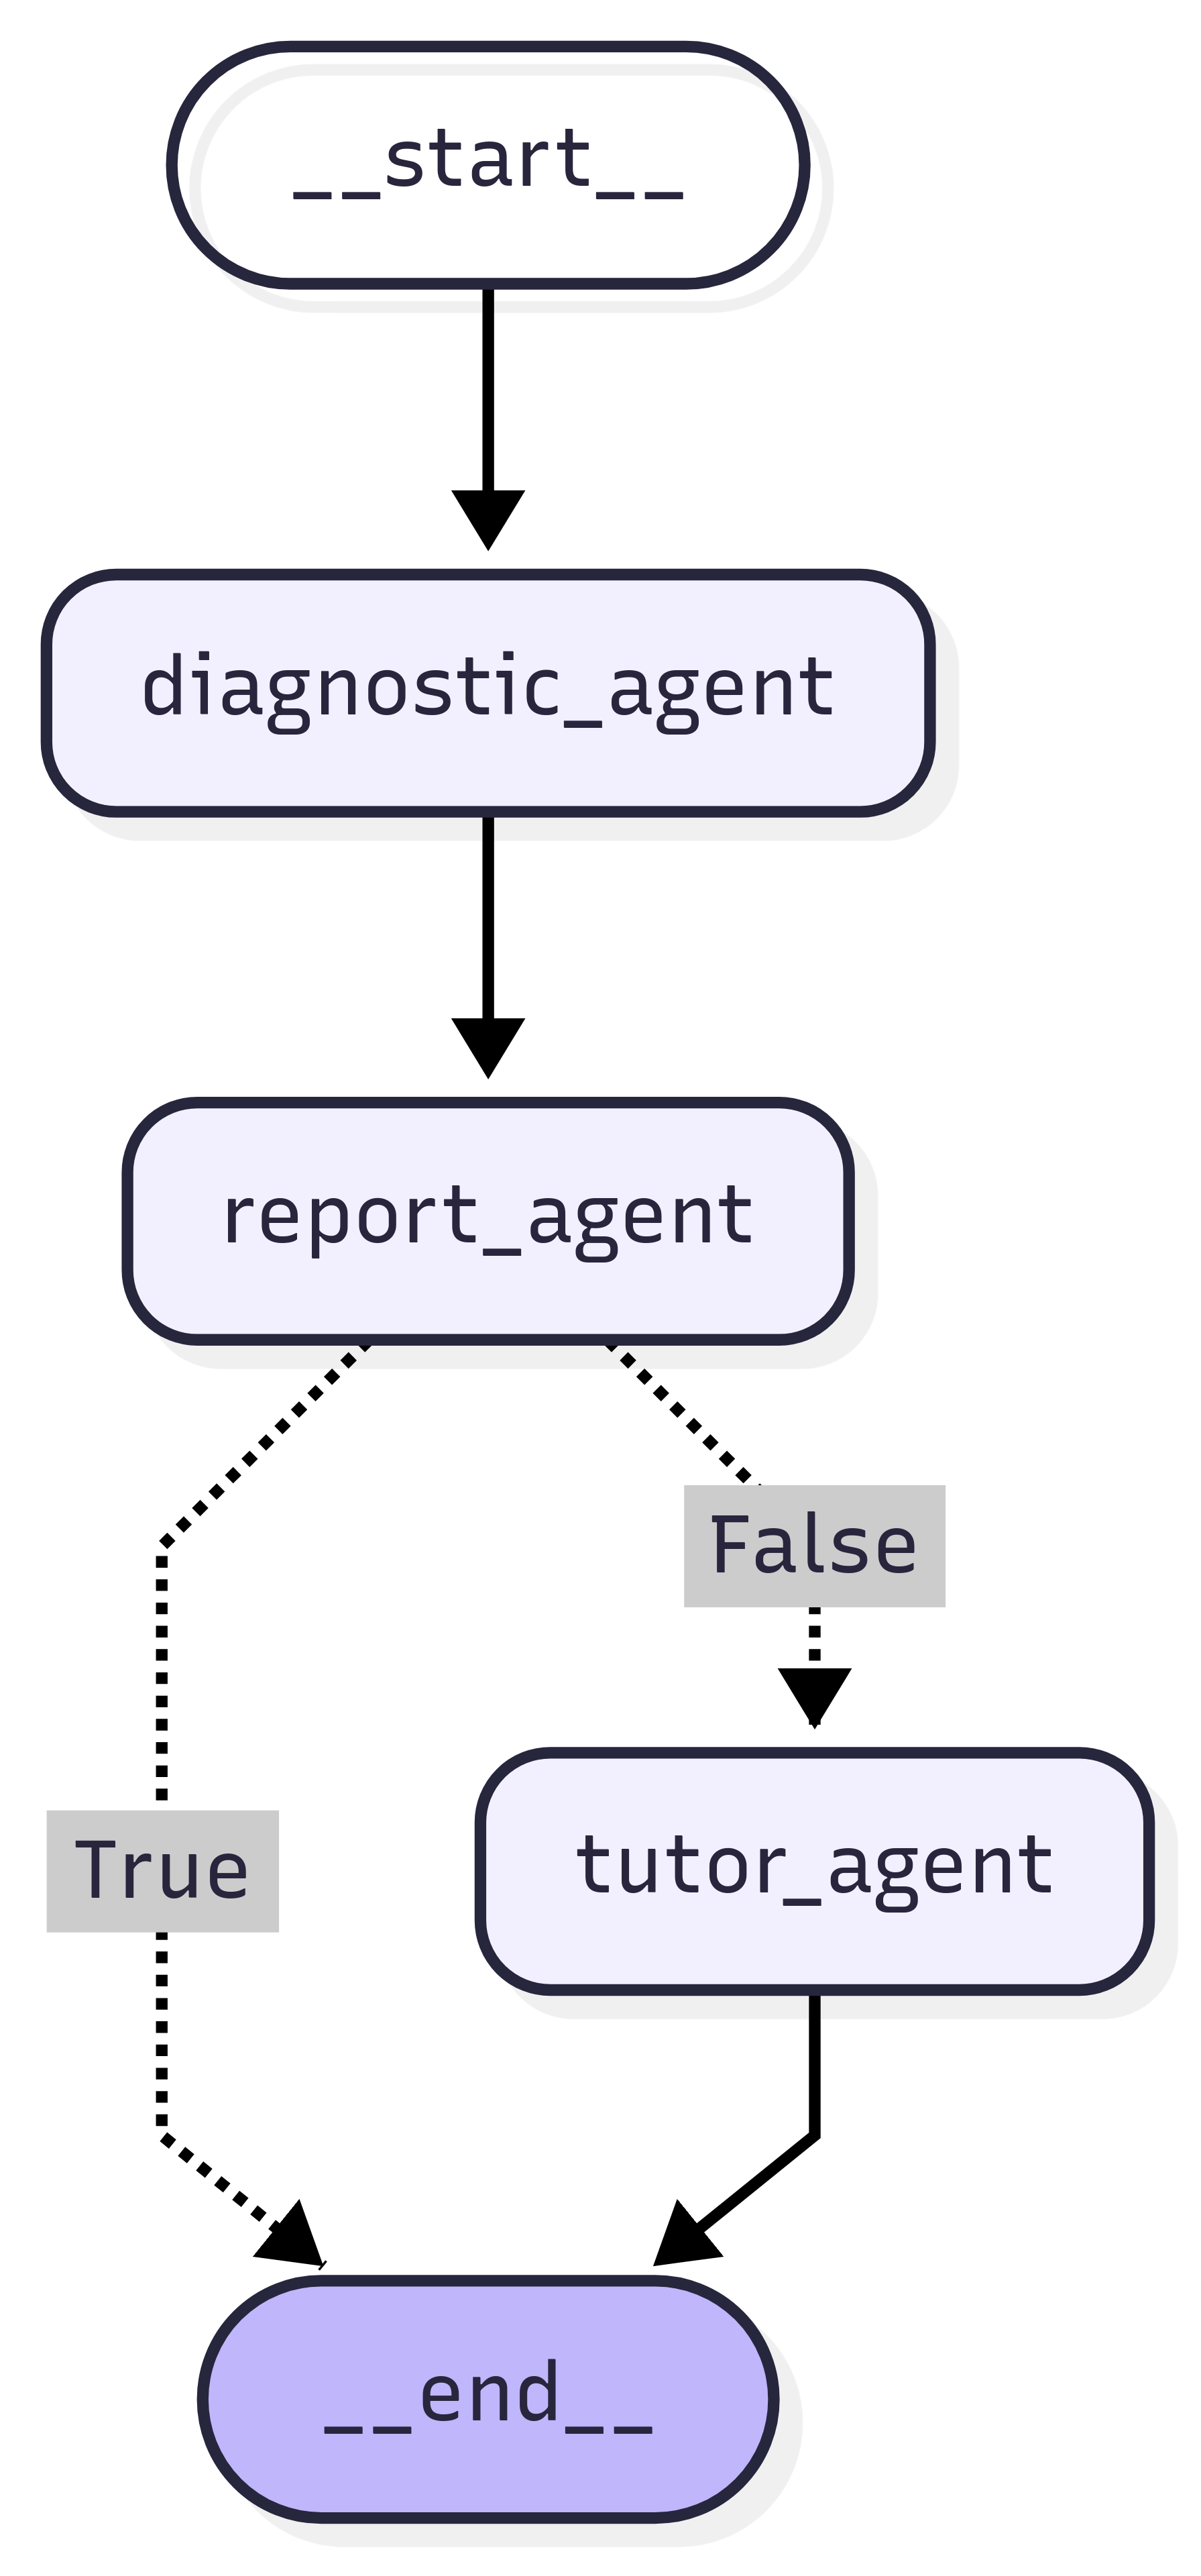 __start__
diagnostic_agent
report_agent
False
True
tutor_agent
__end__